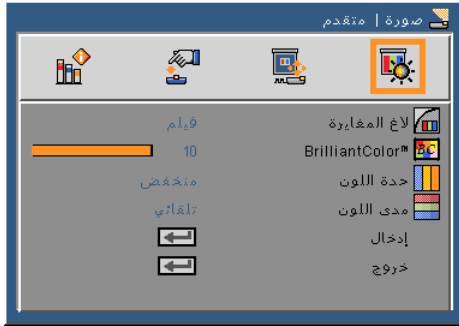 صورة | متقدم
لاغ المغايرة فيلم
BrilliantColor™ 10
حدة اللون منخفض
مدى اللون تلقائي
إدخال
خروج